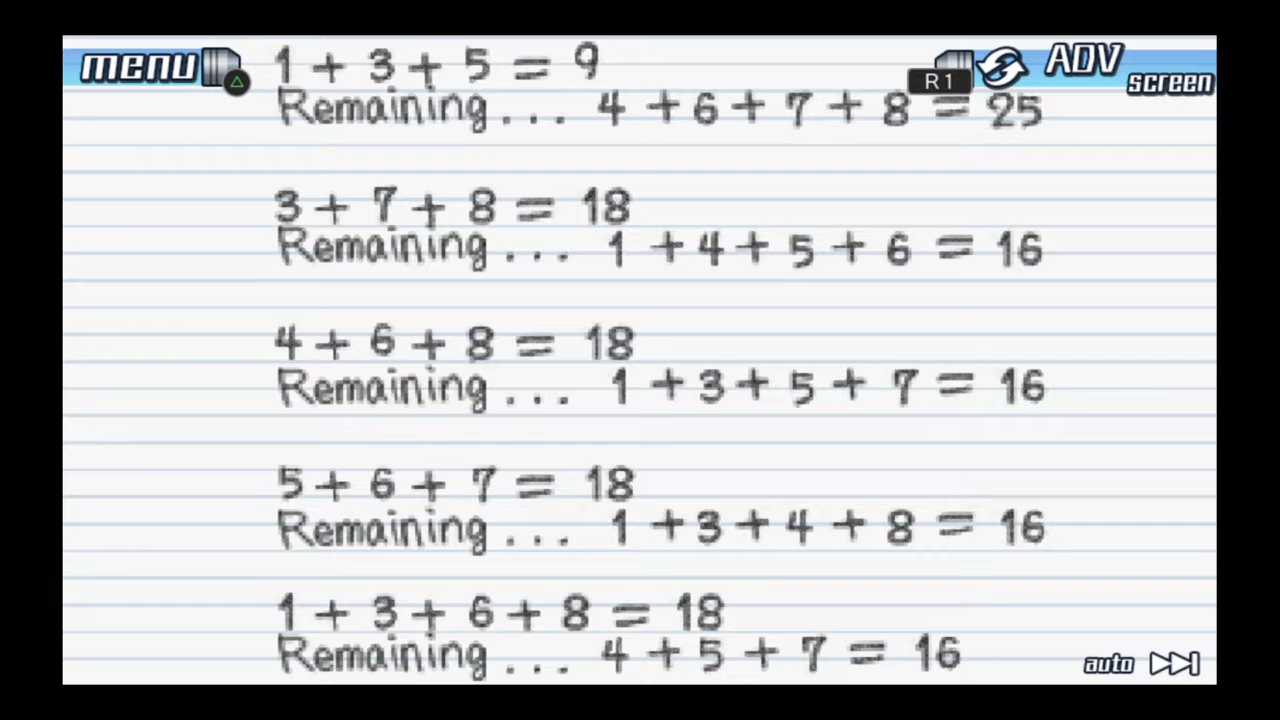 menu
R1
ADV
screen
1 + 3 + 5 = 9
Remaining ... 4 + 6 + 7 + 8 = 25
3 + 7 + 8 = 18
Remaining ... 1 + 4 + 5 + 6 = 16
4 + 6 + 8 = 18
Remaining ... 1 + 3 + 5 + 7 = 16
5 + 6 + 7 = 18
Remaining ... 1 + 3 + 4 + 8 = 16
1 + 3 + 6 + 8 = 18
Remaining ... 4 + 5 + 7 = 16
auto